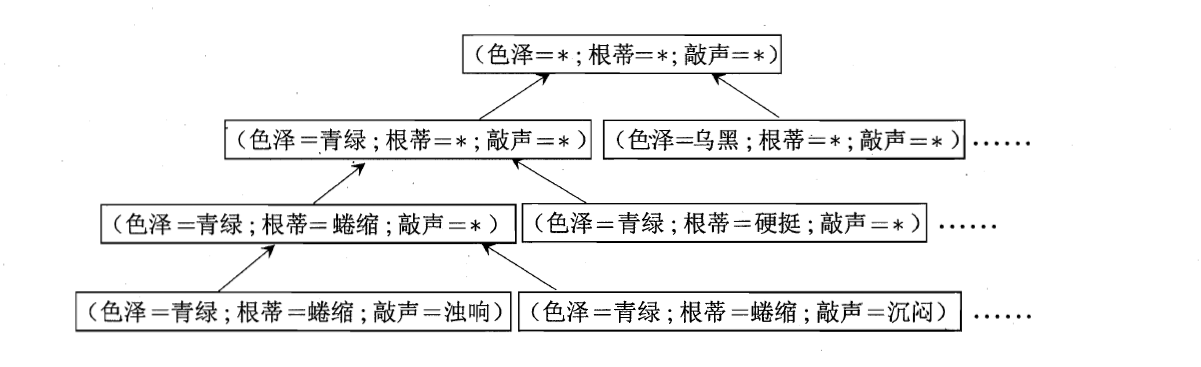 (色泽=*;根蒂=*;敲声=*)
(色泽=青绿;根蒂=*;敲声=*) (色泽=乌黑;根蒂=*;敲声=*) ……
(色泽=青绿;根蒂=蜷缩;敲声=*) (色泽=青绿;根蒂=硬挺;敲声=*) ……
(色泽=青绿;根蒂=蜷缩;敲声=浊响) (色泽=青绿;根蒂=蜷缩;敲声=沉闷) ……